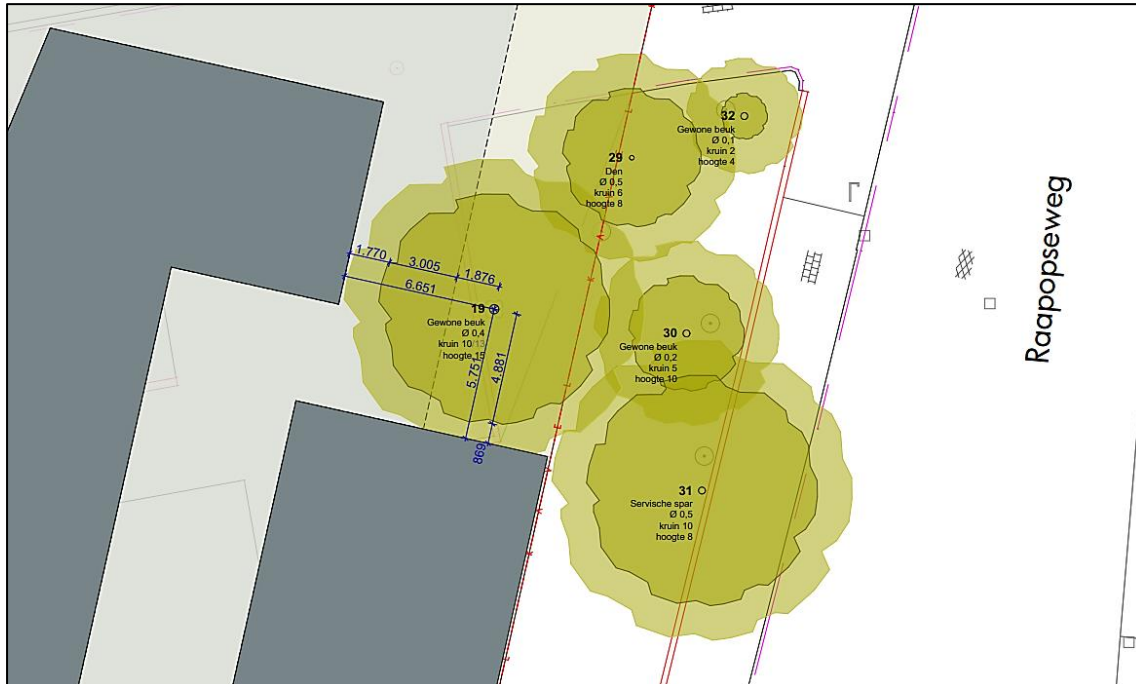 32
Gewone beuk
Ø 0,1
kruin 2
hoogte 4
29
Den
Ø 0,5
kruin 6
hoogte 8
1.770
3.005
1.876
6.651
19
Gewone beuk
Ø 0,4
kruin 10/13
hoogte 15
5.751
4.881
869
30
Gewone beuk
Ø 0,2
kruin 5
hoogte 10
31
Servische spar
Ø 0,5
kruin 10
hoogte 8
Raapopseweg